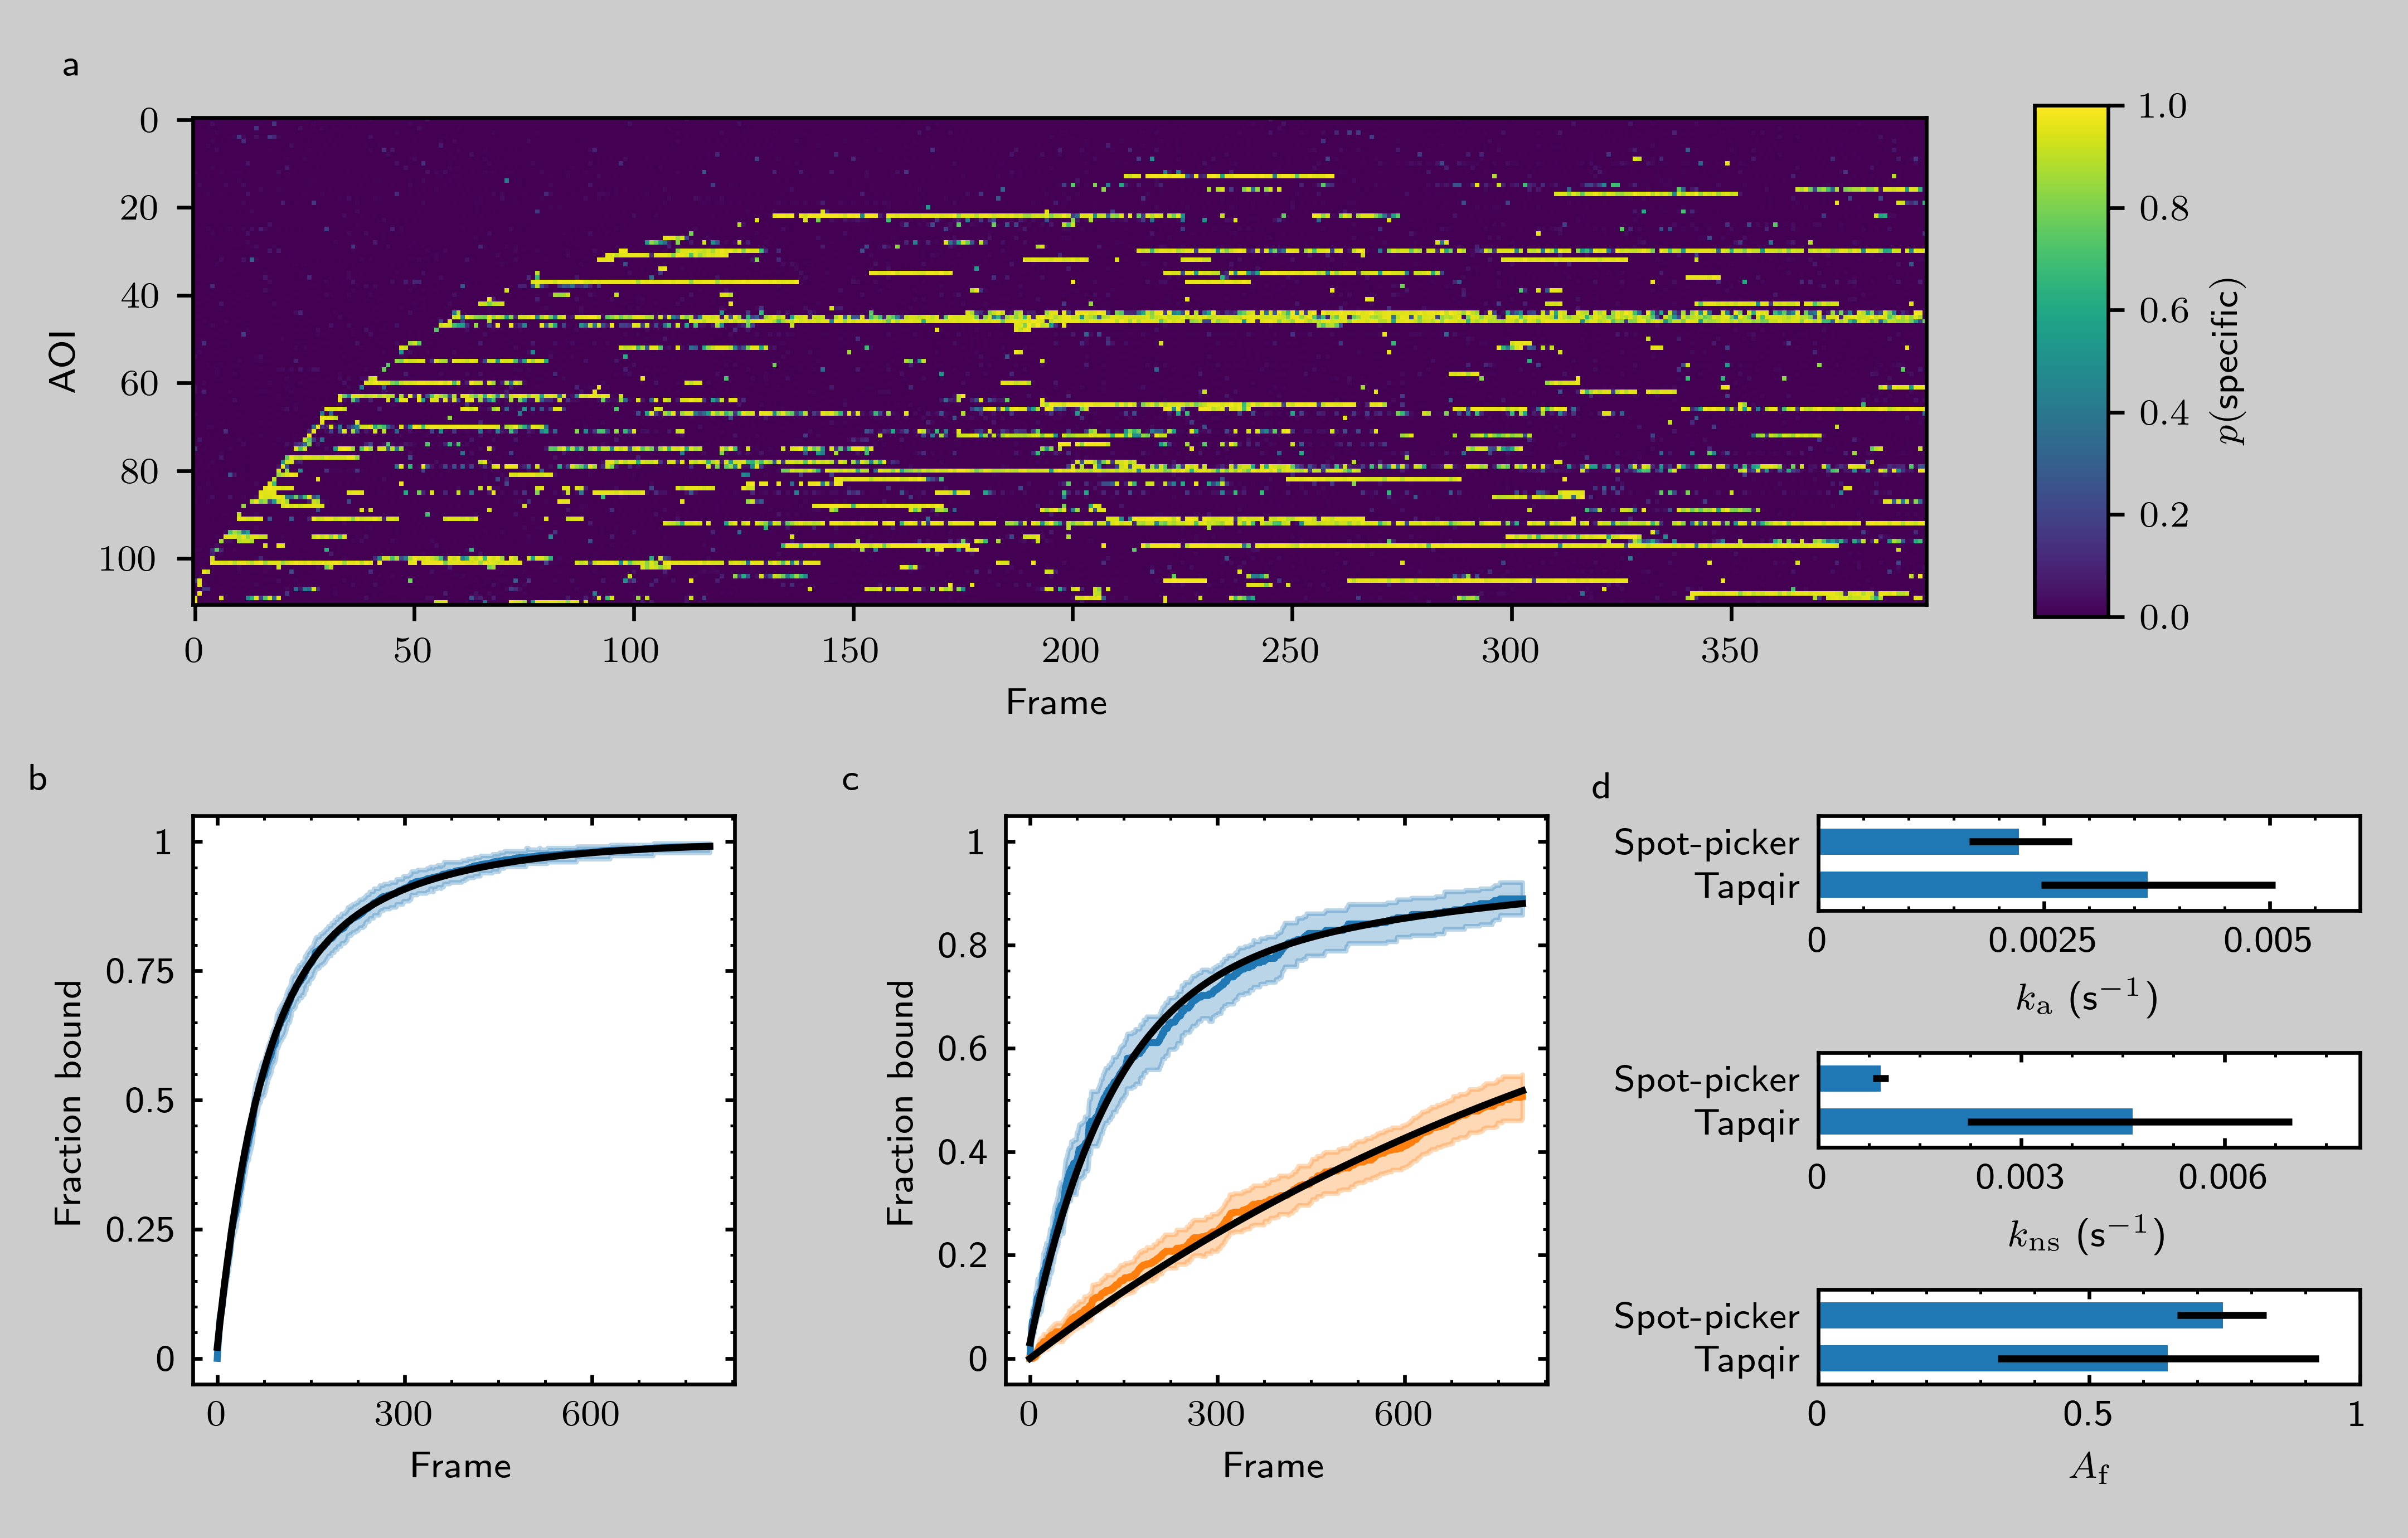 a
0
20
40
60
80
100
AOI
0 50 100 150 200 250 300 350
Frame
1.0
0.8
0.6
0.4
0.2
0.0
p(specific)
b
1
0.75
0.5
0.25
0
Fraction bound
0 300 600
Frame
c
1
0.8
0.6
0.4
0.2
0
Fraction bound
0 300 600
Frame
d
Spot-picker
Tapqir
0 0.0025 0.005
kₐ (s⁻¹)
Spot-picker
Tapqir
0 0.003 0.006
kₙₛ (s⁻¹)
Spot-picker
Tapqir
0 0.5 1
A_f